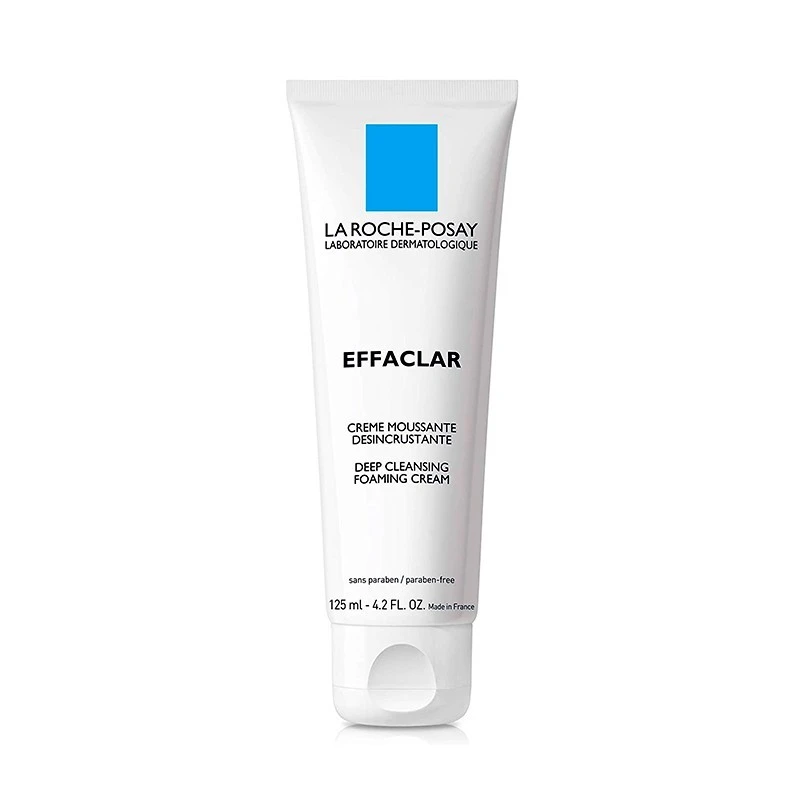 LA ROCHE-POSAY
LABORATOIRE DERMATOLOGIQUE
EFFACLAR
CREME MOUSSANTE
DESINCRUSTANTE
DEEP CLEANSING
FOAMING CREAM
sans paraben / paraben-free
125 ml - 4.2 FL. OZ. Made in France